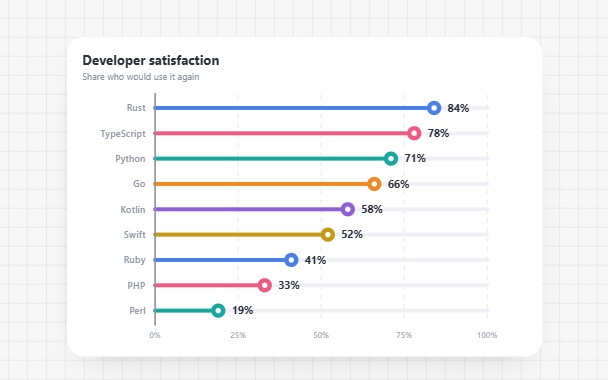 Developer satisfaction
Share who would use it again
Rust 84%
TypeScript 78%
Python 71%
Go 66%
Kotlin 58%
Swift 52%
Ruby 41%
PHP 33%
Perl 19%
0% 25% 50% 75% 100%